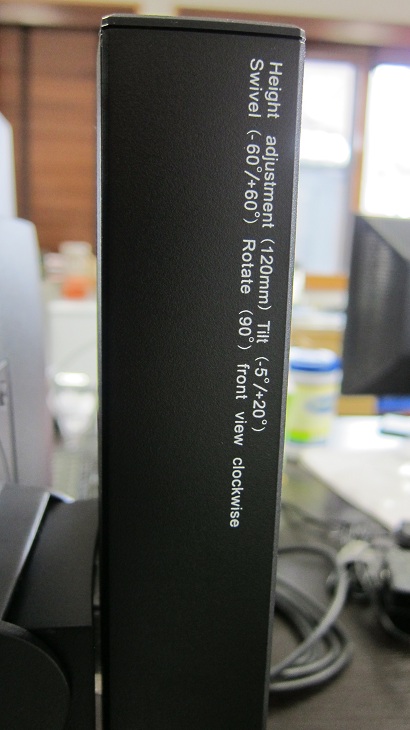 Height adjustment (120mm) Tilt (-5°/+20°)
Swivel (-60°/+60°) Rotate (90°) front view clockwise